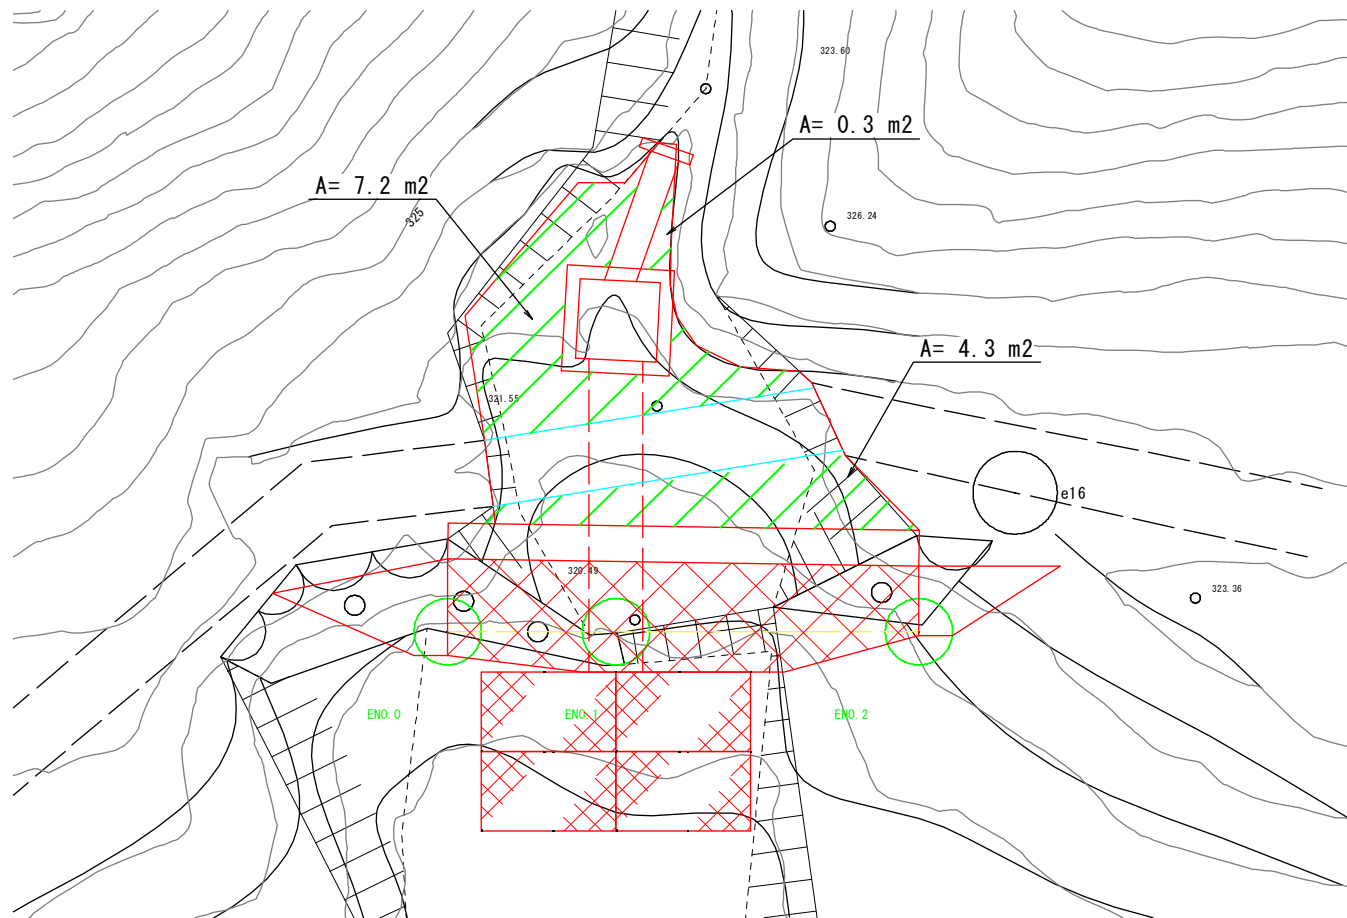 323.60
A= 0.3 m2
A= 7.2 m2
325
326.24
A= 4.3 m2
321.55
e16
320.49
323.36
ENO.0
ENO.1
ENO.2